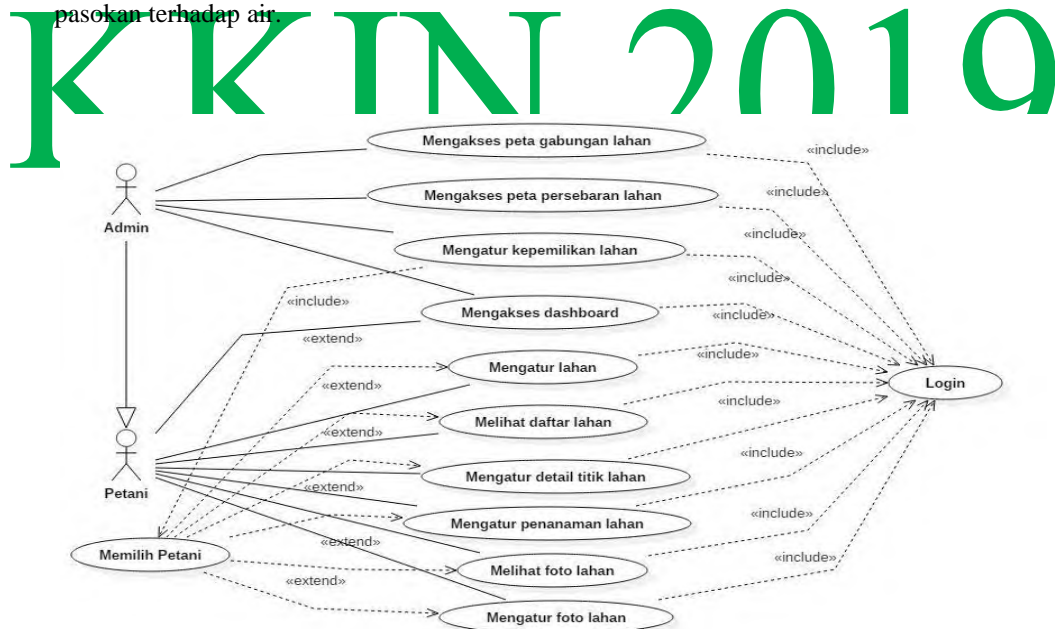 pasokan terhadap air.
KKIN 2019
Mengakses peta gabungan lahan
«include»
Mengakses peta persebaran lahan
«include»
Admin
Mengatur kepemilikan lahan
«include»
«include»
«include»
Mengakses dashboard
«include»
«extend»
Mengatur lahan
«include»
«extend»
Login
Melihat daftar lahan
«include»
«extend»
Mengatur detail titik lahan
«include»
Petani
«extend»
Mengatur penanaman lahan
«include»
«extend»
Memilih Petani
Melihat foto lahan
«include»
«extend»
Mengatur foto lahan